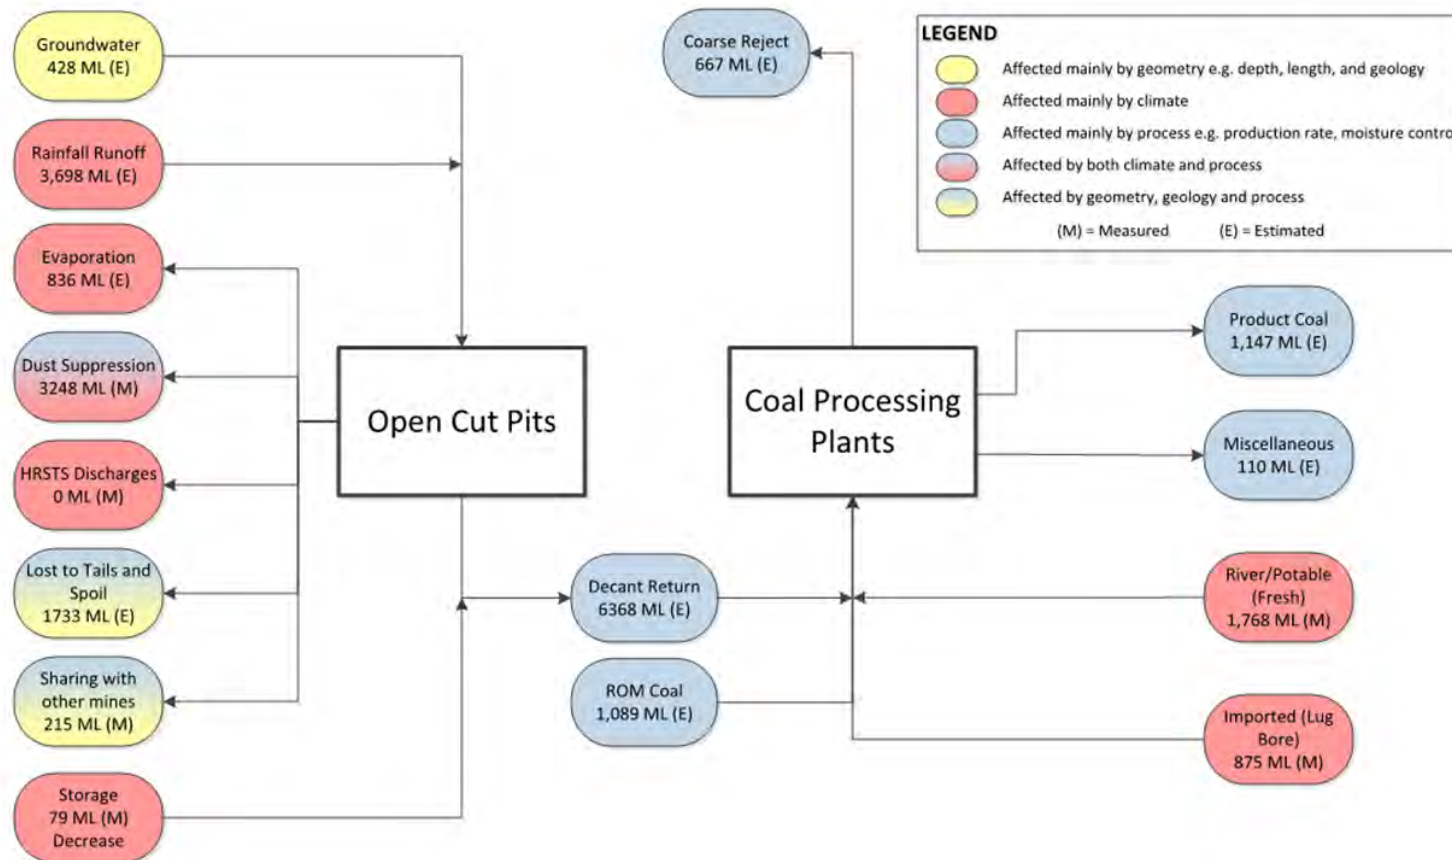 Groundwater
428 ML (E)
Rainfall Runoff
3,698 ML (E)
Evaporation
836 ML (E)
Dust Suppression
3248 ML (M)
HRSTS Discharges
0 ML (M)
Lost to Tails and
Spoil
1733 ML (E)
Sharing with
other mines
215 ML (M)
Storage
79 ML (M)
Decrease
Open Cut Pits
Coarse Reject
667 ML (E)
Coal Processing
Plants
Decant Return
6368 ML (E)
ROM Coal
1,089 ML (E)
LEGEND
Affected mainly by geometry e.g. depth, length, and geology
Affected mainly by climate
Affected mainly by process e.g. production rate, moisture contro
Affected by both climate and process
Affected by geometry, geology and process
(M) = Measured (E) = Estimated
Product Coal
1,147 ML (E)
Miscellaneous
110 ML (E)
River/Potable
(Fresh)
1,768 ML (M)
Imported (Lug
Bore)
875 ML (M)